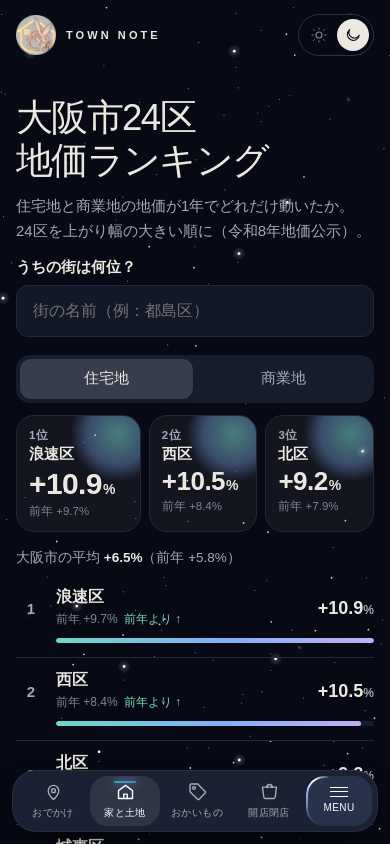 TOWN NOTE
大阪市24区
地価ランキング
住宅地と商業地の地価が1年でどれだけ動いたか。
24区を上がり幅の大きい順に（令和8年地価公示）。
うちの街は何位？
街の名前（例：都島区）
住宅地 商業地
1位 2位 3位
浪速区 西区 北区
+10.9% +10.5% +9.2%
前年 +9.7% 前年 +8.4% 前年 +7.9%
大阪市の平均 +6.5%（前年 +5.8%）
浪速区
1 +10.9%
前年 +9.7% 前年より ↑
西区
2 +10.5%
前年 +8.4% 前年より ↑
北区
おでかけ 家と土地 おかいもの 開店閉店 MENU